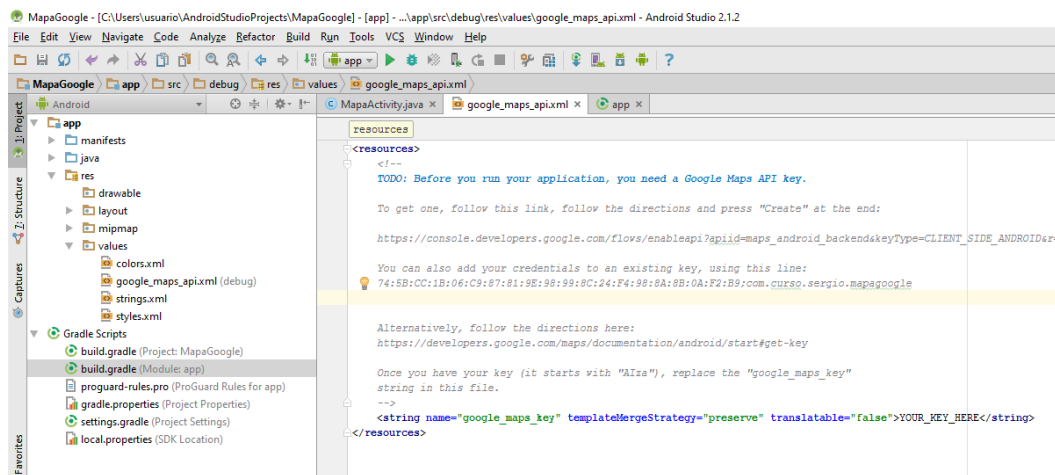 MapaGoogle - [C:\Users\usuario\AndroidStudioProjects\MapaGoogle] - [app] - ...\app\src\debug\res\values\google_maps_api.xml - Android Studio 2.1.2
File Edit View Navigate Code Analyze Refactor Build Run Tools VCS Window Help
app
MapaGoogle app src debug res values google_maps_api.xml
Android
MapaActivity.java google_maps_api.xml app
1: Project
7: Structure
Captures
Favorites
app
manifests
java
res
drawable
layout
mipmap
values
colors.xml
google_maps_api.xml (debug)
strings.xml
styles.xml
Gradle Scripts
build.gradle (Project: MapaGoogle)
build.gradle (Module: app)
proguard-rules.pro (ProGuard Rules for app)
gradle.properties (Project Properties)
settings.gradle (Project Settings)
local.properties (SDK Location)
resources
<resources>
<!--
TODO: Before you run your application, you need a Google Maps API key.
To get one, follow this link, follow the directions and press "Create" at the end:
https://console.developers.google.com/flows/enableapi?apiid=maps_android_backend&keyType=CLIENT_SIDE_ANDROID&r
You can also add your credentials to an existing key, using this line:
74:5B:CC:1B:06:C9:87:81:9E:98:99:8C:24:F4:98:8A:8B:0A:F2:B9;com.curso.sergio.mapagoogle
Alternatively, follow the directions here:
https://developers.google.com/maps/documentation/android/start#get-key
Once you have your key (it starts with "AIza"), replace the "google_maps_key"
string in this file.
-->
<string name="google_maps_key" templateMergeStrategy="preserve" translatable="false">YOUR_KEY_HERE</string>
</resources>